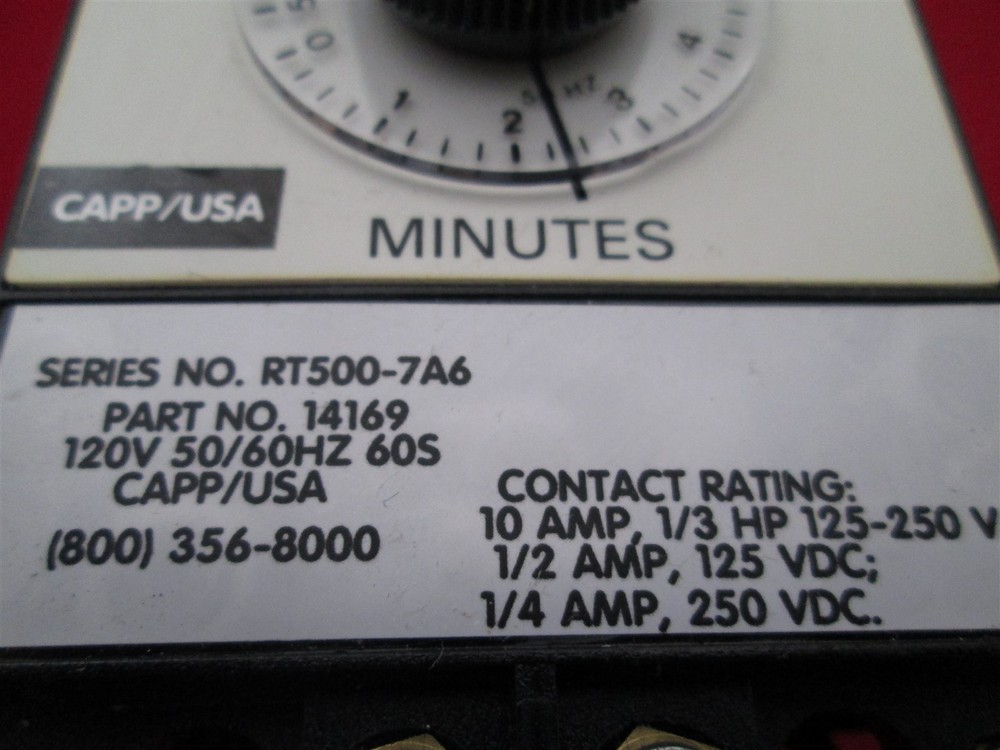 5
0
1
2
3
4
HZ
CAPP/USA
MINUTES
SERIES NO. RT500-7A6
PART NO. 14169
120V 50/60HZ 60S
CAPP/USA
(800) 356-8000
CONTACT RATING:
10 AMP, 1/3 HP 125-250 V
1/2 AMP, 125 VDC;
1/4 AMP, 250 VDC.